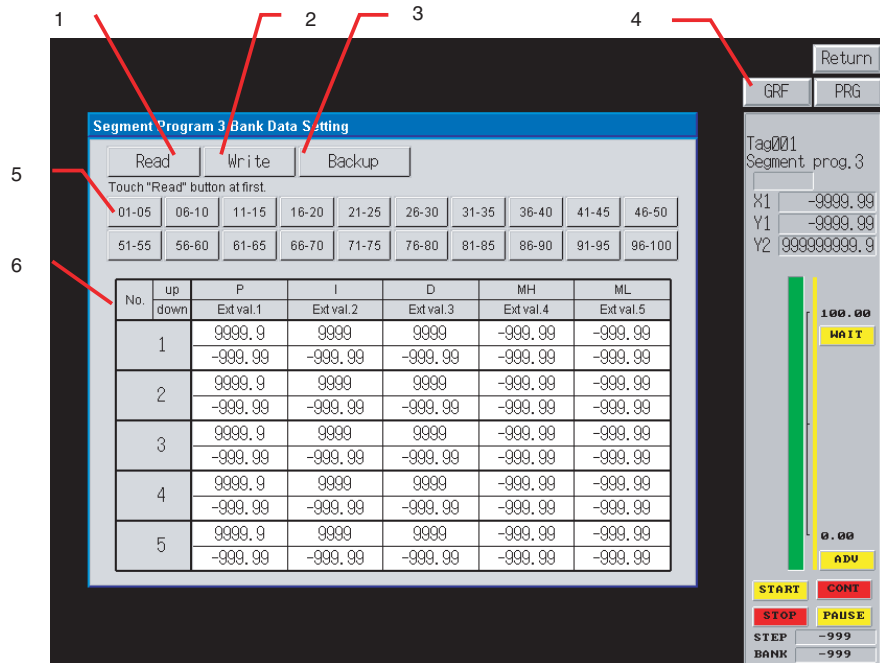 1 2 3 4
Return
GRF PRG
Segment Program 3 Bank Data Setting
Read Write Backup
Touch "Read" button at first.
5
01-05 06-10 11-15 16-20 21-25 26-30 31-35 36-40 41-45 46-50
51-55 56-60 61-65 66-70 71-75 76-80 81-85 86-90 91-95 96-100
6
No. up P I D MH ML
down Ext val.1 Ext val.2 Ext val.3 Ext val.4 Ext val.5
1 9999.9 9999 9999 -999.99 -999.99
-999.99 -999.99 -999.99 -999.99 -999.99
2 9999.9 9999 9999 -999.99 -999.99
-999.99 -999.99 -999.99 -999.99 -999.99
3 9999.9 9999 9999 -999.99 -999.99
-999.99 -999.99 -999.99 -999.99 -999.99
4 9999.9 9999 9999 -999.99 -999.99
-999.99 -999.99 -999.99 -999.99 -999.99
5 9999.9 9999 9999 -999.99 -999.99
-999.99 -999.99 -999.99 -999.99 -999.99
Tag001
Segment prog.3
X1 -9999.99
Y1 -9999.99
Y2 999999999.9
100.00
WAIT
0.00
ADV
START CONT
STOP PAUSE
STEP -999
BANK -999